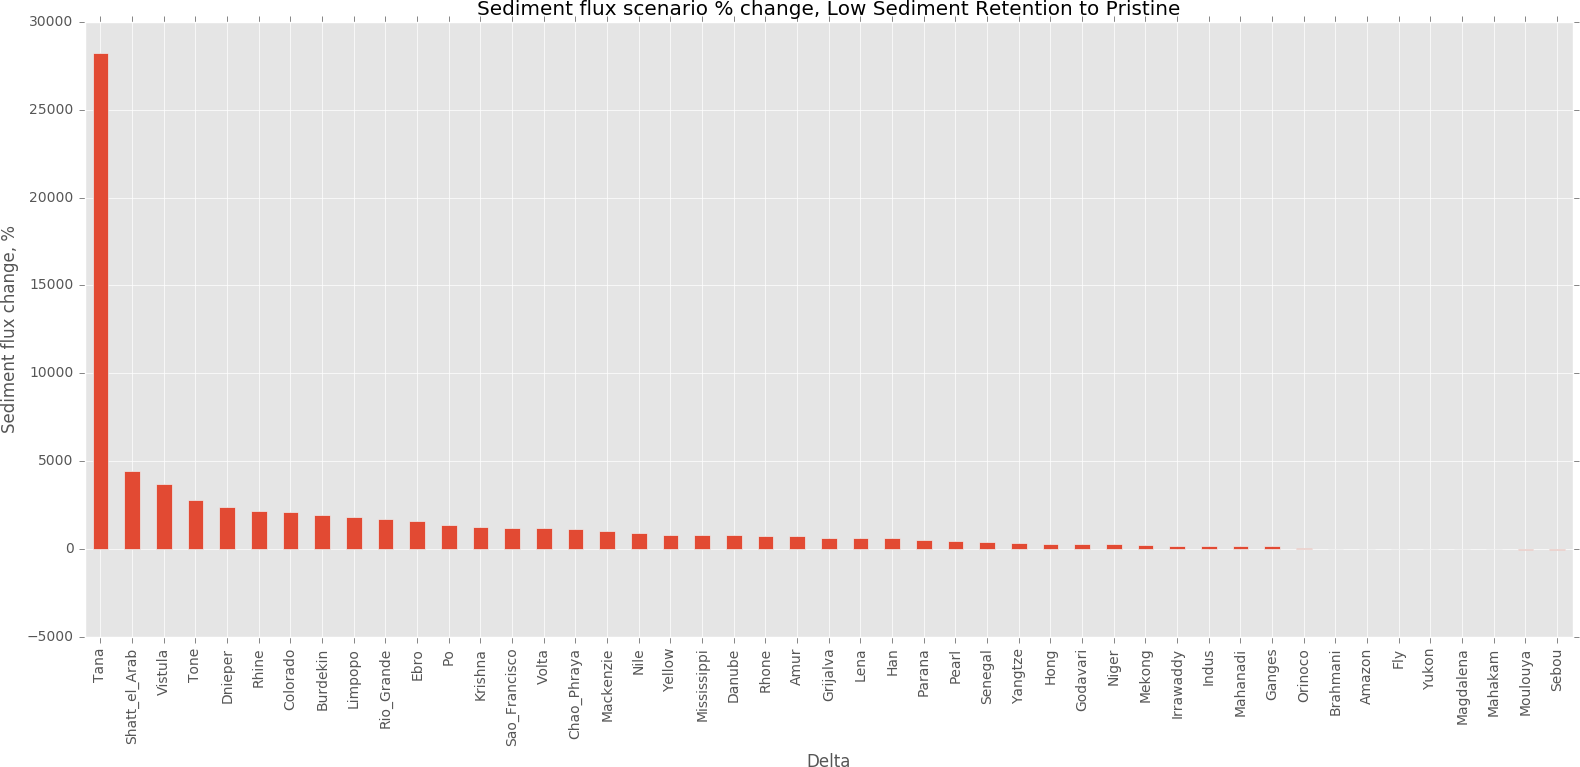 Sediment flux scenario % change, Low Sediment Retention to Pristine
30000
25000
20000
15000
10000
5000
0
−5000
Sediment flux change, %
Tana
Shatt_el_Arab
Vistula
Tone
Dnieper
Rhine
Colorado
Burdekin
Limpopo
Rio_Grande
Ebro
Po
Krishna
Sao_Francisco
Volta
Chao_Phraya
Mackenzie
Nile
Yellow
Mississippi
Danube
Rhone
Amur
Grijalva
Lena
Han
Parana
Pearl
Senegal
Yangtze
Hong
Godavari
Niger
Mekong
Irrawaddy
Indus
Mahanadi
Ganges
Orinoco
Brahmani
Amazon
Fly
Yukon
Magdalena
Mahakam
Moulouya
Sebou
Delta